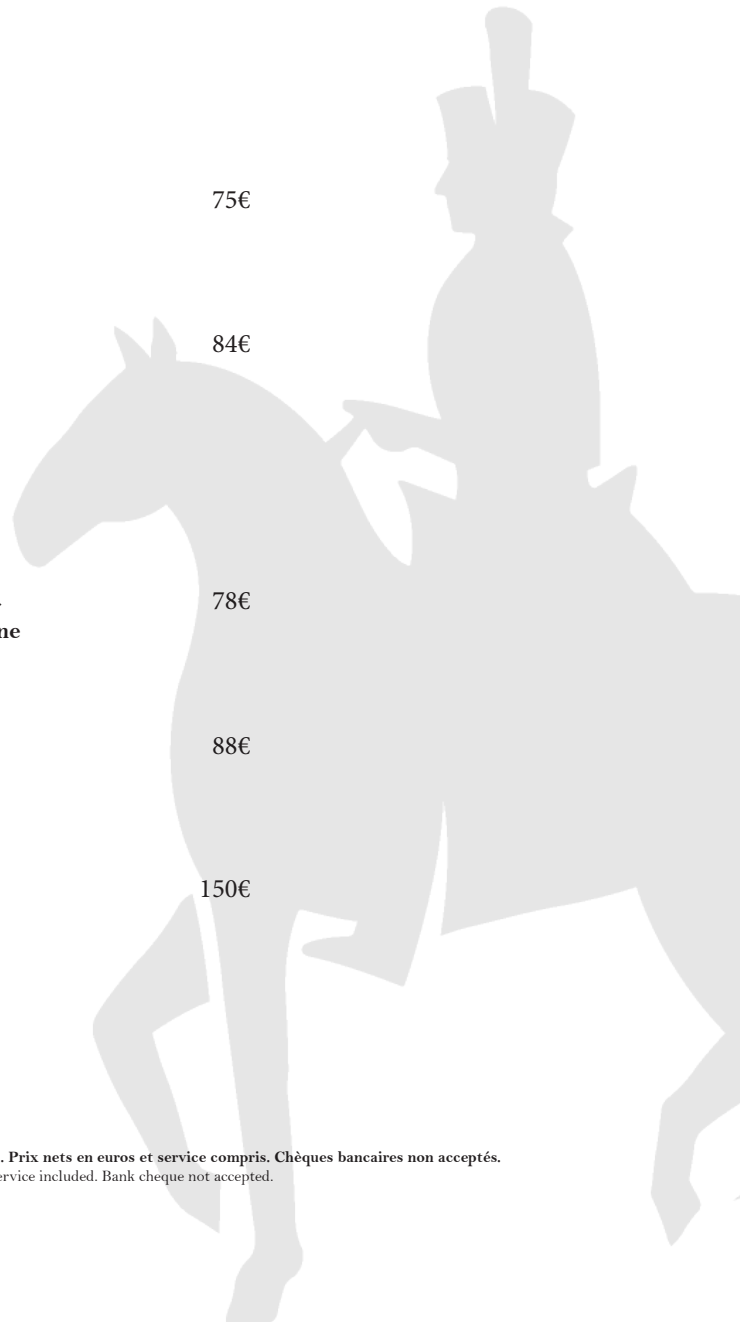 75€
84€
78€
ne
88€
150€
. Prix nets en euros et service compris. Chèques bancaires non acceptés.
ervice included. Bank cheque not accepted.